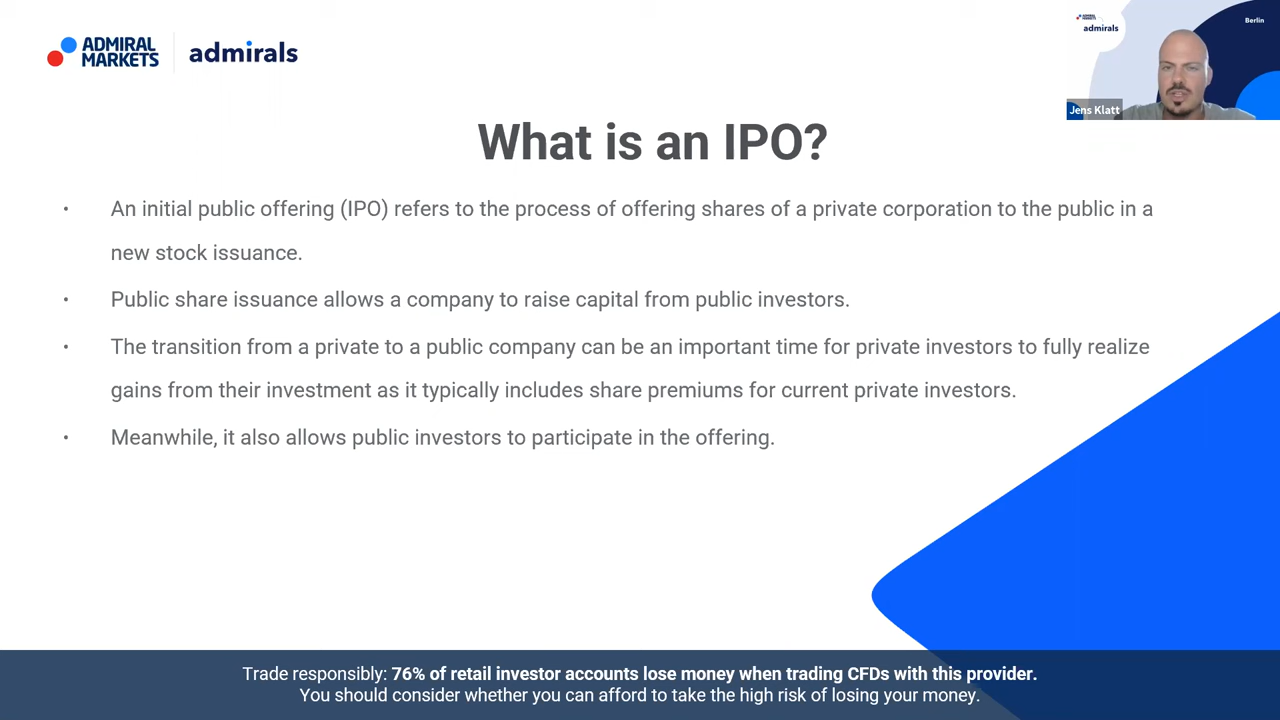 ADMIRAL
MARKETS
admirals
ADMIRAL
MARKETS
admirals
Berlin
Jens Klatt
What is an IPO?
• An initial public offering (IPO) refers to the process of offering shares of a private corporation to the public in a
new stock issuance.
• Public share issuance allows a company to raise capital from public investors.
• The transition from a private to a public company can be an important time for private investors to fully realize
gains from their investment as it typically includes share premiums for current private investors.
• Meanwhile, it also allows public investors to participate in the offering.
Trade responsibly: 76% of retail investor accounts lose money when trading CFDs with this provider.
You should consider whether you can afford to take the high risk of losing your money.